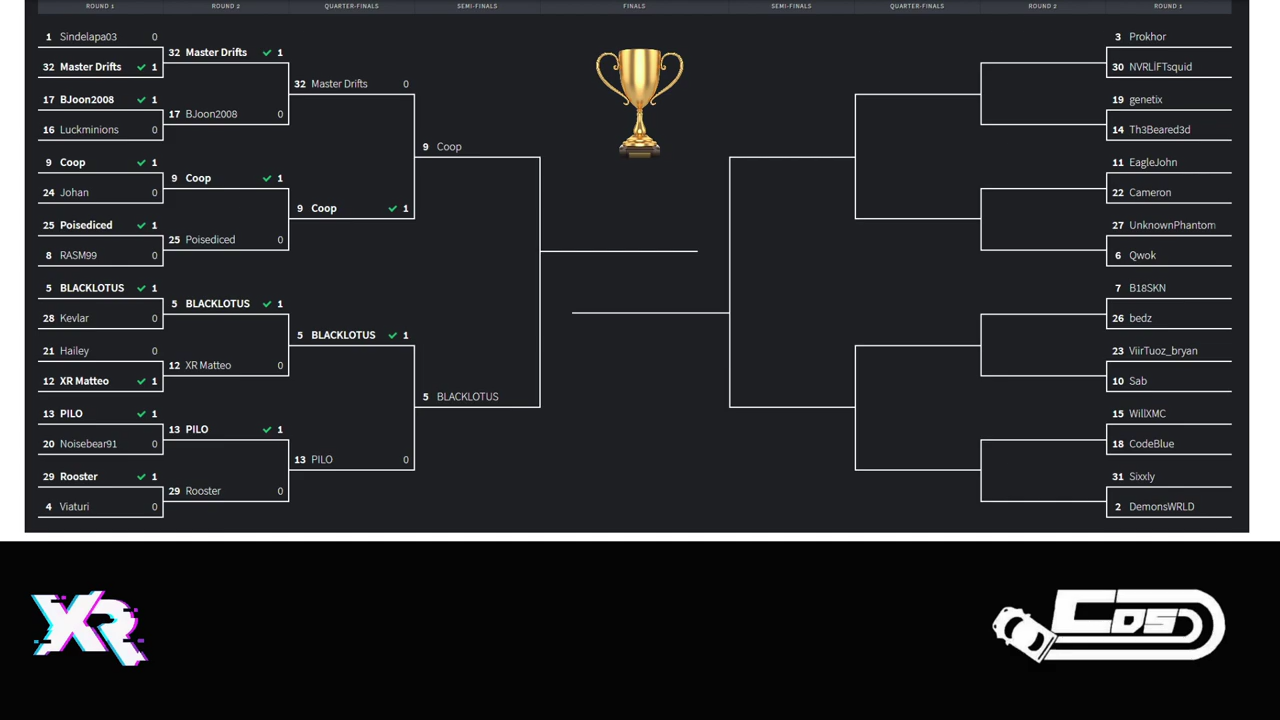 ROUND 1 ROUND 2 QUARTER-FINALS SEMI-FINALS FINALS SEMI-FINALS QUARTER-FINALS ROUND 2 ROUND 1
1 Sindelapa03 0
32 Master Drifts ✓ 1
17 BJoon2008 ✓ 1
16 Luckminions 0
9 Coop ✓ 1
24 Johan 0
25 Poisediced ✓ 1
8 RASM99 0
5 BLACKLOTUS ✓ 1
28 Kevlar 0
21 Hailey 0
12 XR Matteo ✓ 1
13 PILO ✓ 1
20 Noisebear91 0
29 Rooster ✓ 1
4 Viaturi 0
32 Master Drifts ✓ 1
17 BJoon2008 0
9 Coop ✓ 1
25 Poisediced 0
5 BLACKLOTUS ✓ 1
12 XR Matteo 0
13 PILO ✓ 1
29 Rooster 0
32 Master Drifts 0
9 Coop ✓ 1
5 BLACKLOTUS ✓ 1
13 PILO 0
9 Coop
5 BLACKLOTUS
3 Prokhor
30 NVRLlFTsquid
19 genetix
14 Th3Beared3d
11 EagleJohn
22 Cameron
27 UnknownPhantom
6 Qwok
7 B18SKN
26 bedz
23 ViirTuoz_bryan
10 Sab
15 WillXMC
18 CodeBlue
31 Sixxly
2 DemonsWRLD
XR
CDS